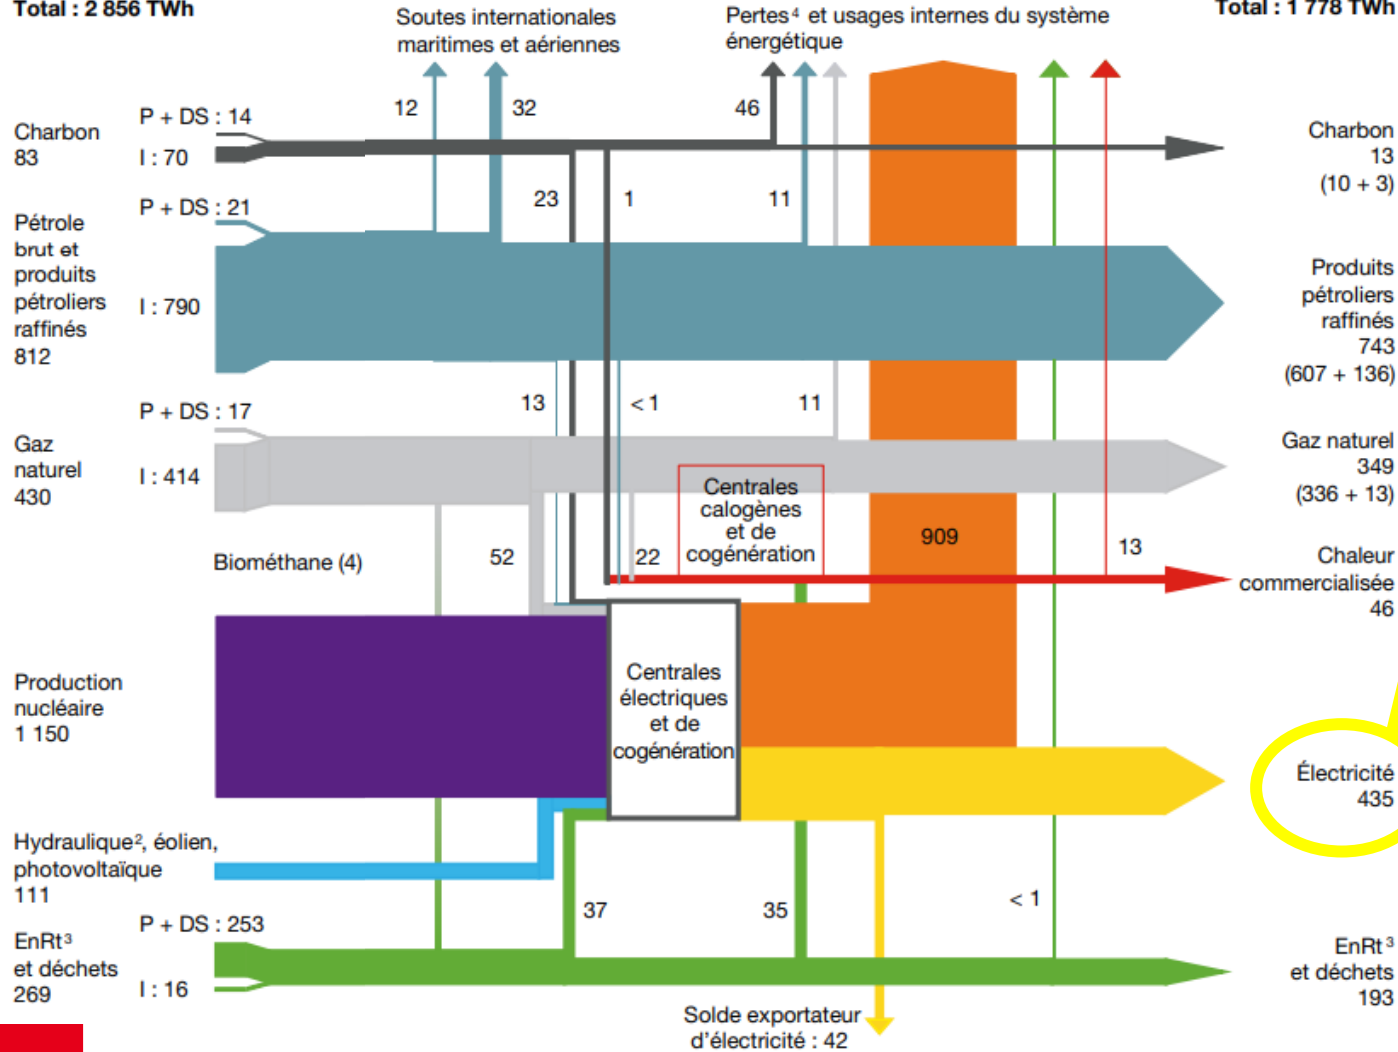 Total : 2 856 TWh
Soutes internationales
maritimes et aériennes
Pertes⁴ et usages internes du système
énergétique
Total : 1 778 TWh
P + DS : 14
12
32
46
Charbon
83
I : 70
Charbon
13
(10 + 3)
P + DS : 21
23
1
11
Pétrole
brut et
produits
pétroliers
raffinés
812
I : 790
Produits
pétroliers
raffinés
743
(607 + 136)
P + DS : 17
13
< 1
11
Gaz
naturel
430
I : 414
Gaz naturel
349
(336 + 13)
Centrales
calogènes
et de
cogénération
Biométhane (4)
52
22
909
13
Chaleur
commercialisée
46
Production
nucléaire
1 150
Centrales
électriques
et de
cogénération
Électricité
435
Hydraulique², éolien,
photovoltaïque
111
P + DS : 253
37
35
< 1
EnRt³
et déchets
269
I : 16
EnRt³
et déchets
193
Solde exportateur
d'électricité : 42